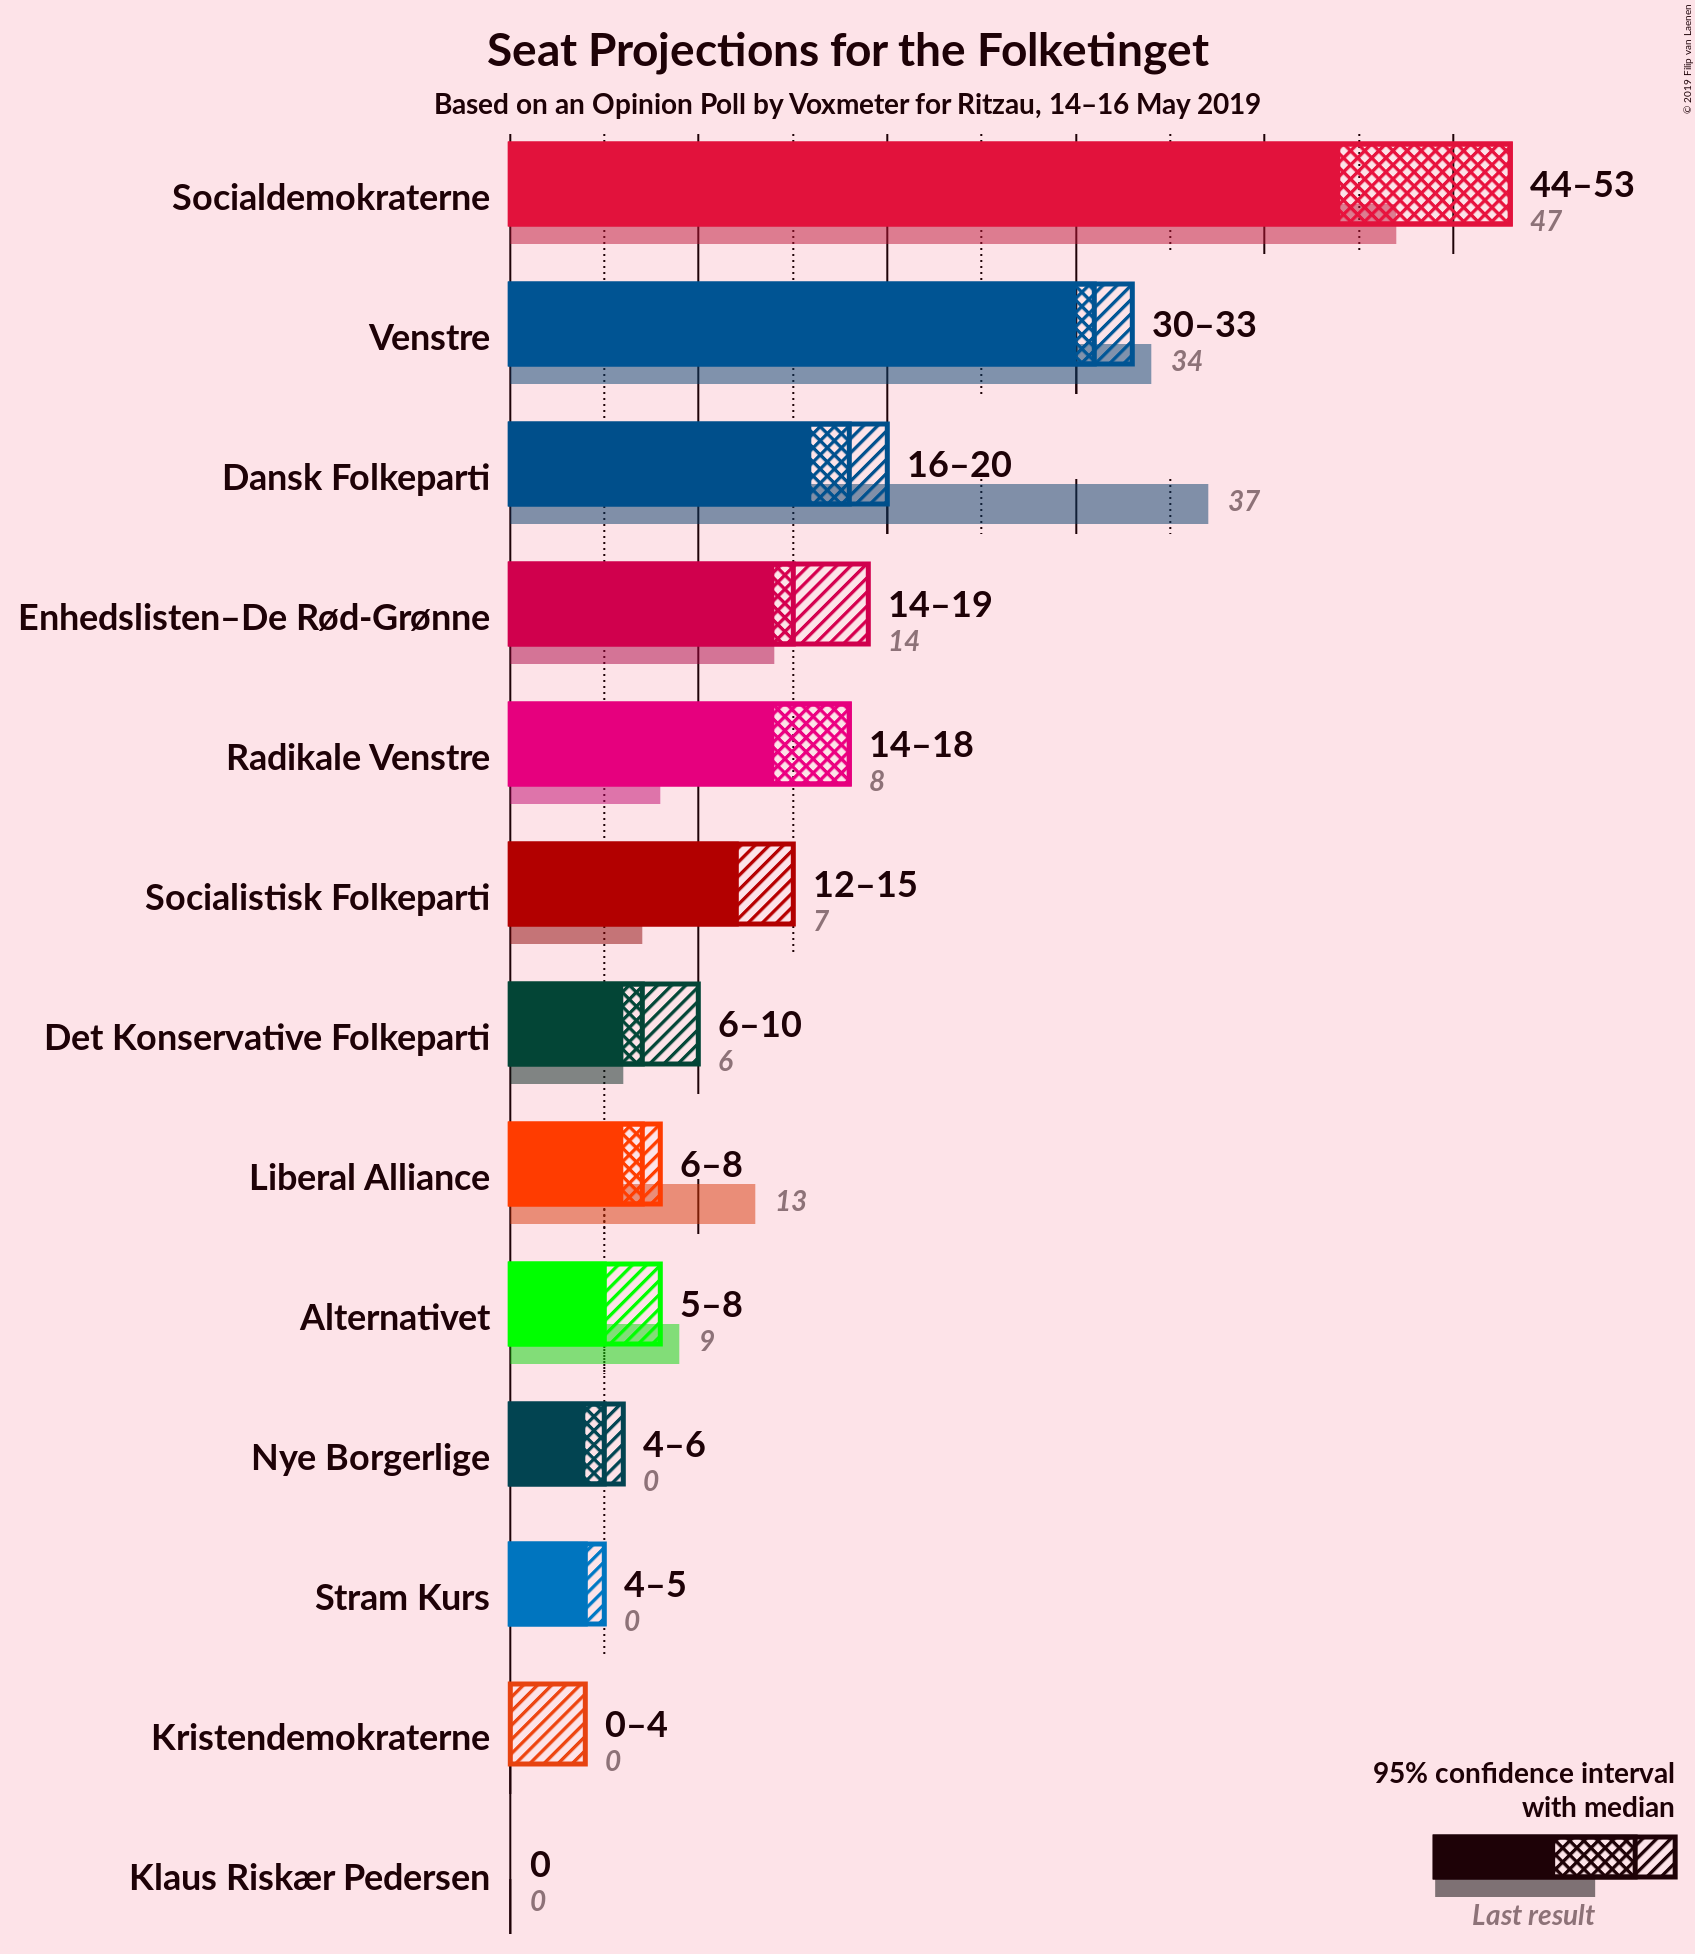 Seat Projections for the Folketinget
Based on an Opinion Poll by Voxmeter for Ritzau, 14–16 May 2019
© 2019 Filip van Laenen
Socialdemokraterne
44–53
47
Venstre
30–33
34
Dansk Folkeparti
16–20
37
Enhedslisten–De Rød-Grønne
14–19
14
Radikale Venstre
14–18
8
Socialistisk Folkeparti
12–15
7
Det Konservative Folkeparti
6–10
6
Liberal Alliance
6–8
13
Alternativet
5–8
9
Nye Borgerlige
4–6
0
Stram Kurs
4–5
0
Kristendemokraterne
0–4
0
Klaus Riskær Pedersen
0
0
95% confidence interval
with median
Last result